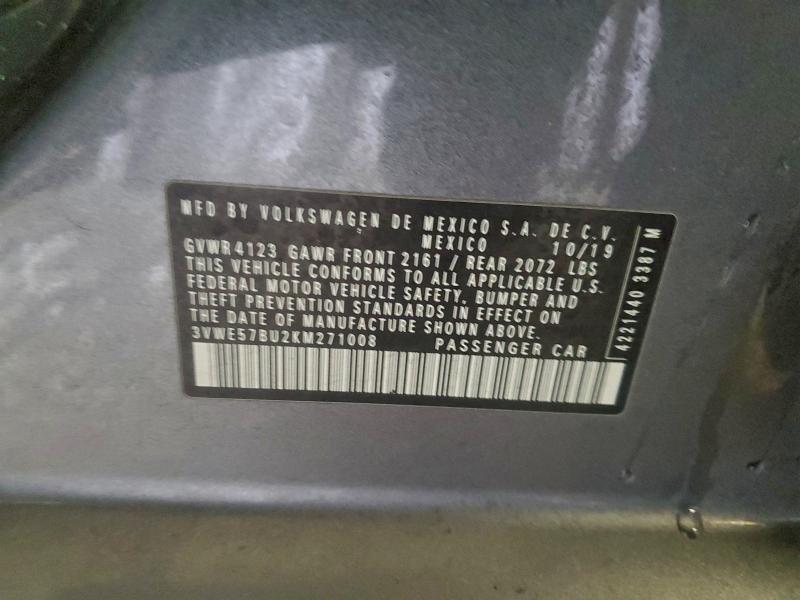 MFD BY VOLKSWAGEN DE MEXICO S.A. DE C.V.
MEXICO 10/19
GVWR 4123 GAWR FRONT 2161 / REAR 2072 LBS
THIS VEHICLE CONFORMS TO ALL APPLICABLE U.S.
FEDERAL MOTOR VEHICLE SAFETY, BUMPER AND
THEFT PREVENTION STANDARDS IN EFFECT ON
THE DATE OF MANUFACTURE SHOWN ABOVE.
3VWE57BU2KM271008 PASSENGER CAR
4221440 3387 M